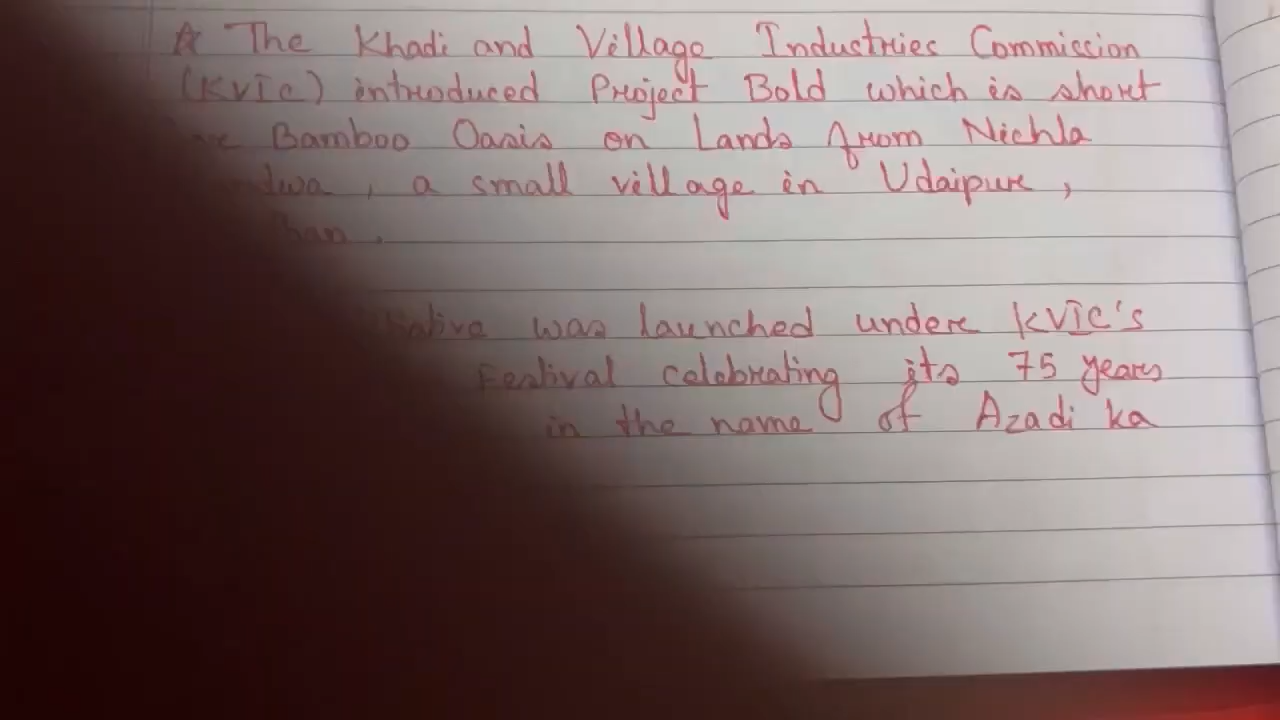 The Khadi and Village Industries Commission
(KVIC) introduced Project Bold which is short
Bamboo Oasis on Lands from Nichla
a small village in Udaipur,
was launched under KVIC's
Festival celebrating its 75 years
in the name of Azadi ka